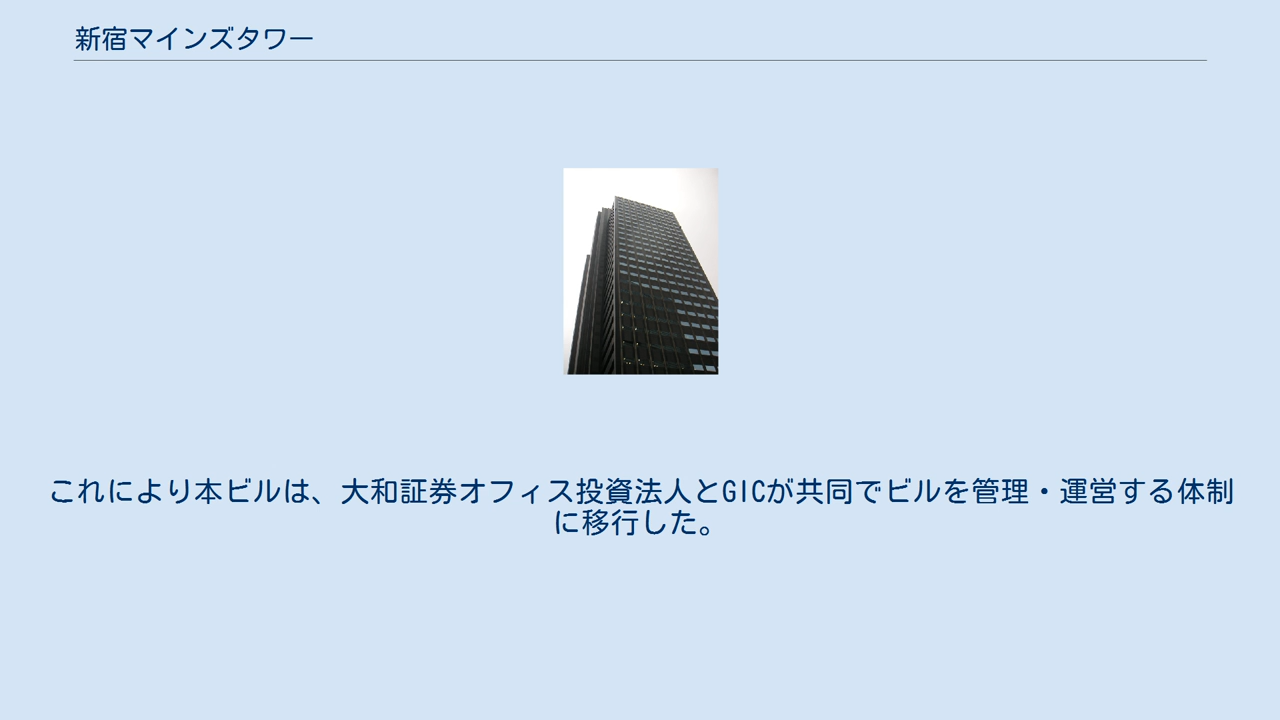 新宿マインズタワー
これにより本ビルは、大和証券オフィス投資法人とGICが共同でビルを管理・運営する体制
に移行した。